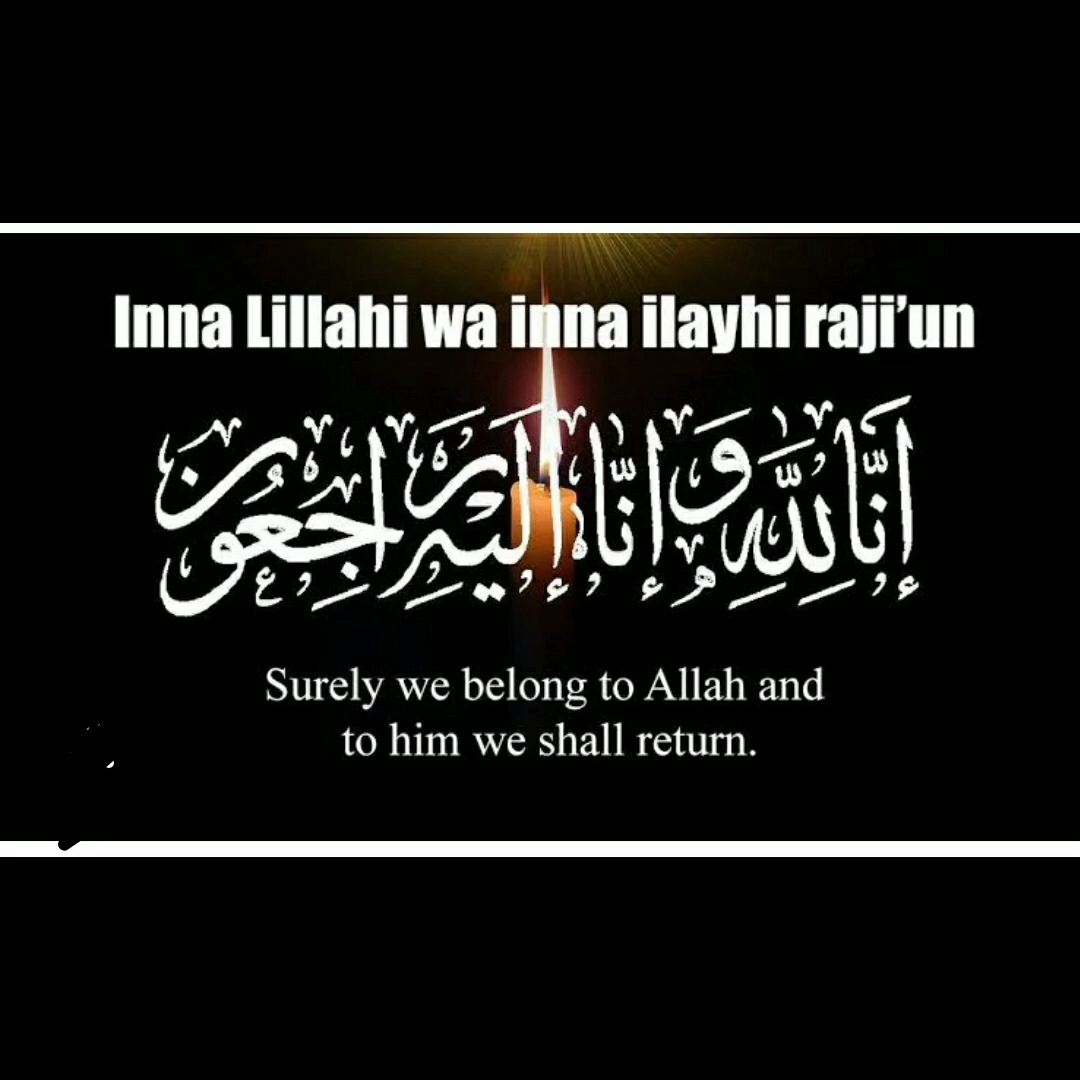 Inna Lillahi wa inna ilayhi raji’un
إِنَّا لِلَّهِ وَإِنَّا إِلَيْهِ رَاجِعُونَ
Surely we belong to Allah and
to him we shall return.